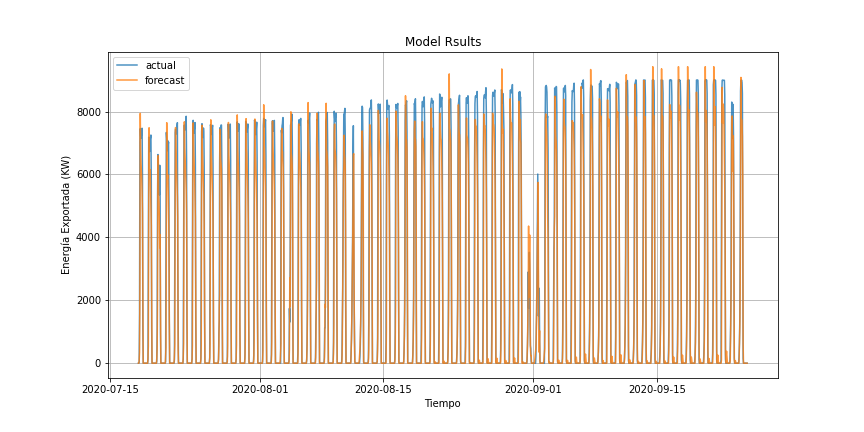 Model Rsults
actual
forecast
8000
6000
4000
2000
0
Energía Exportada (KW)
2020-07-15
2020-08-01
2020-08-15
2020-09-01
2020-09-15
Tiempo